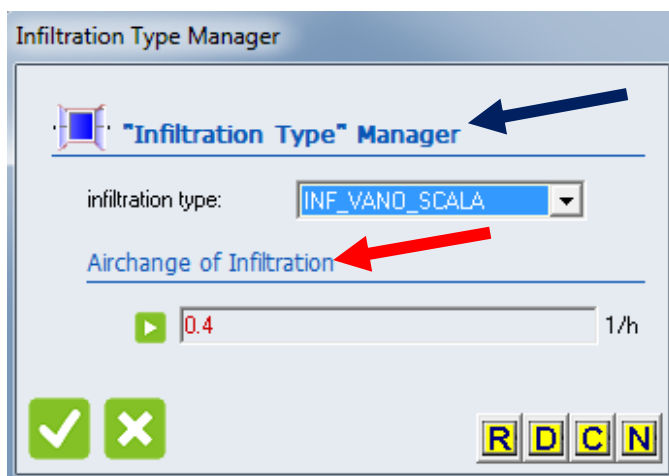 Infiltration Type Manager
"Infiltration Type" Manager
infiltration type: INF_VANO_SCALA
Airchange of Infiltration
0.4 1/h
R D C N